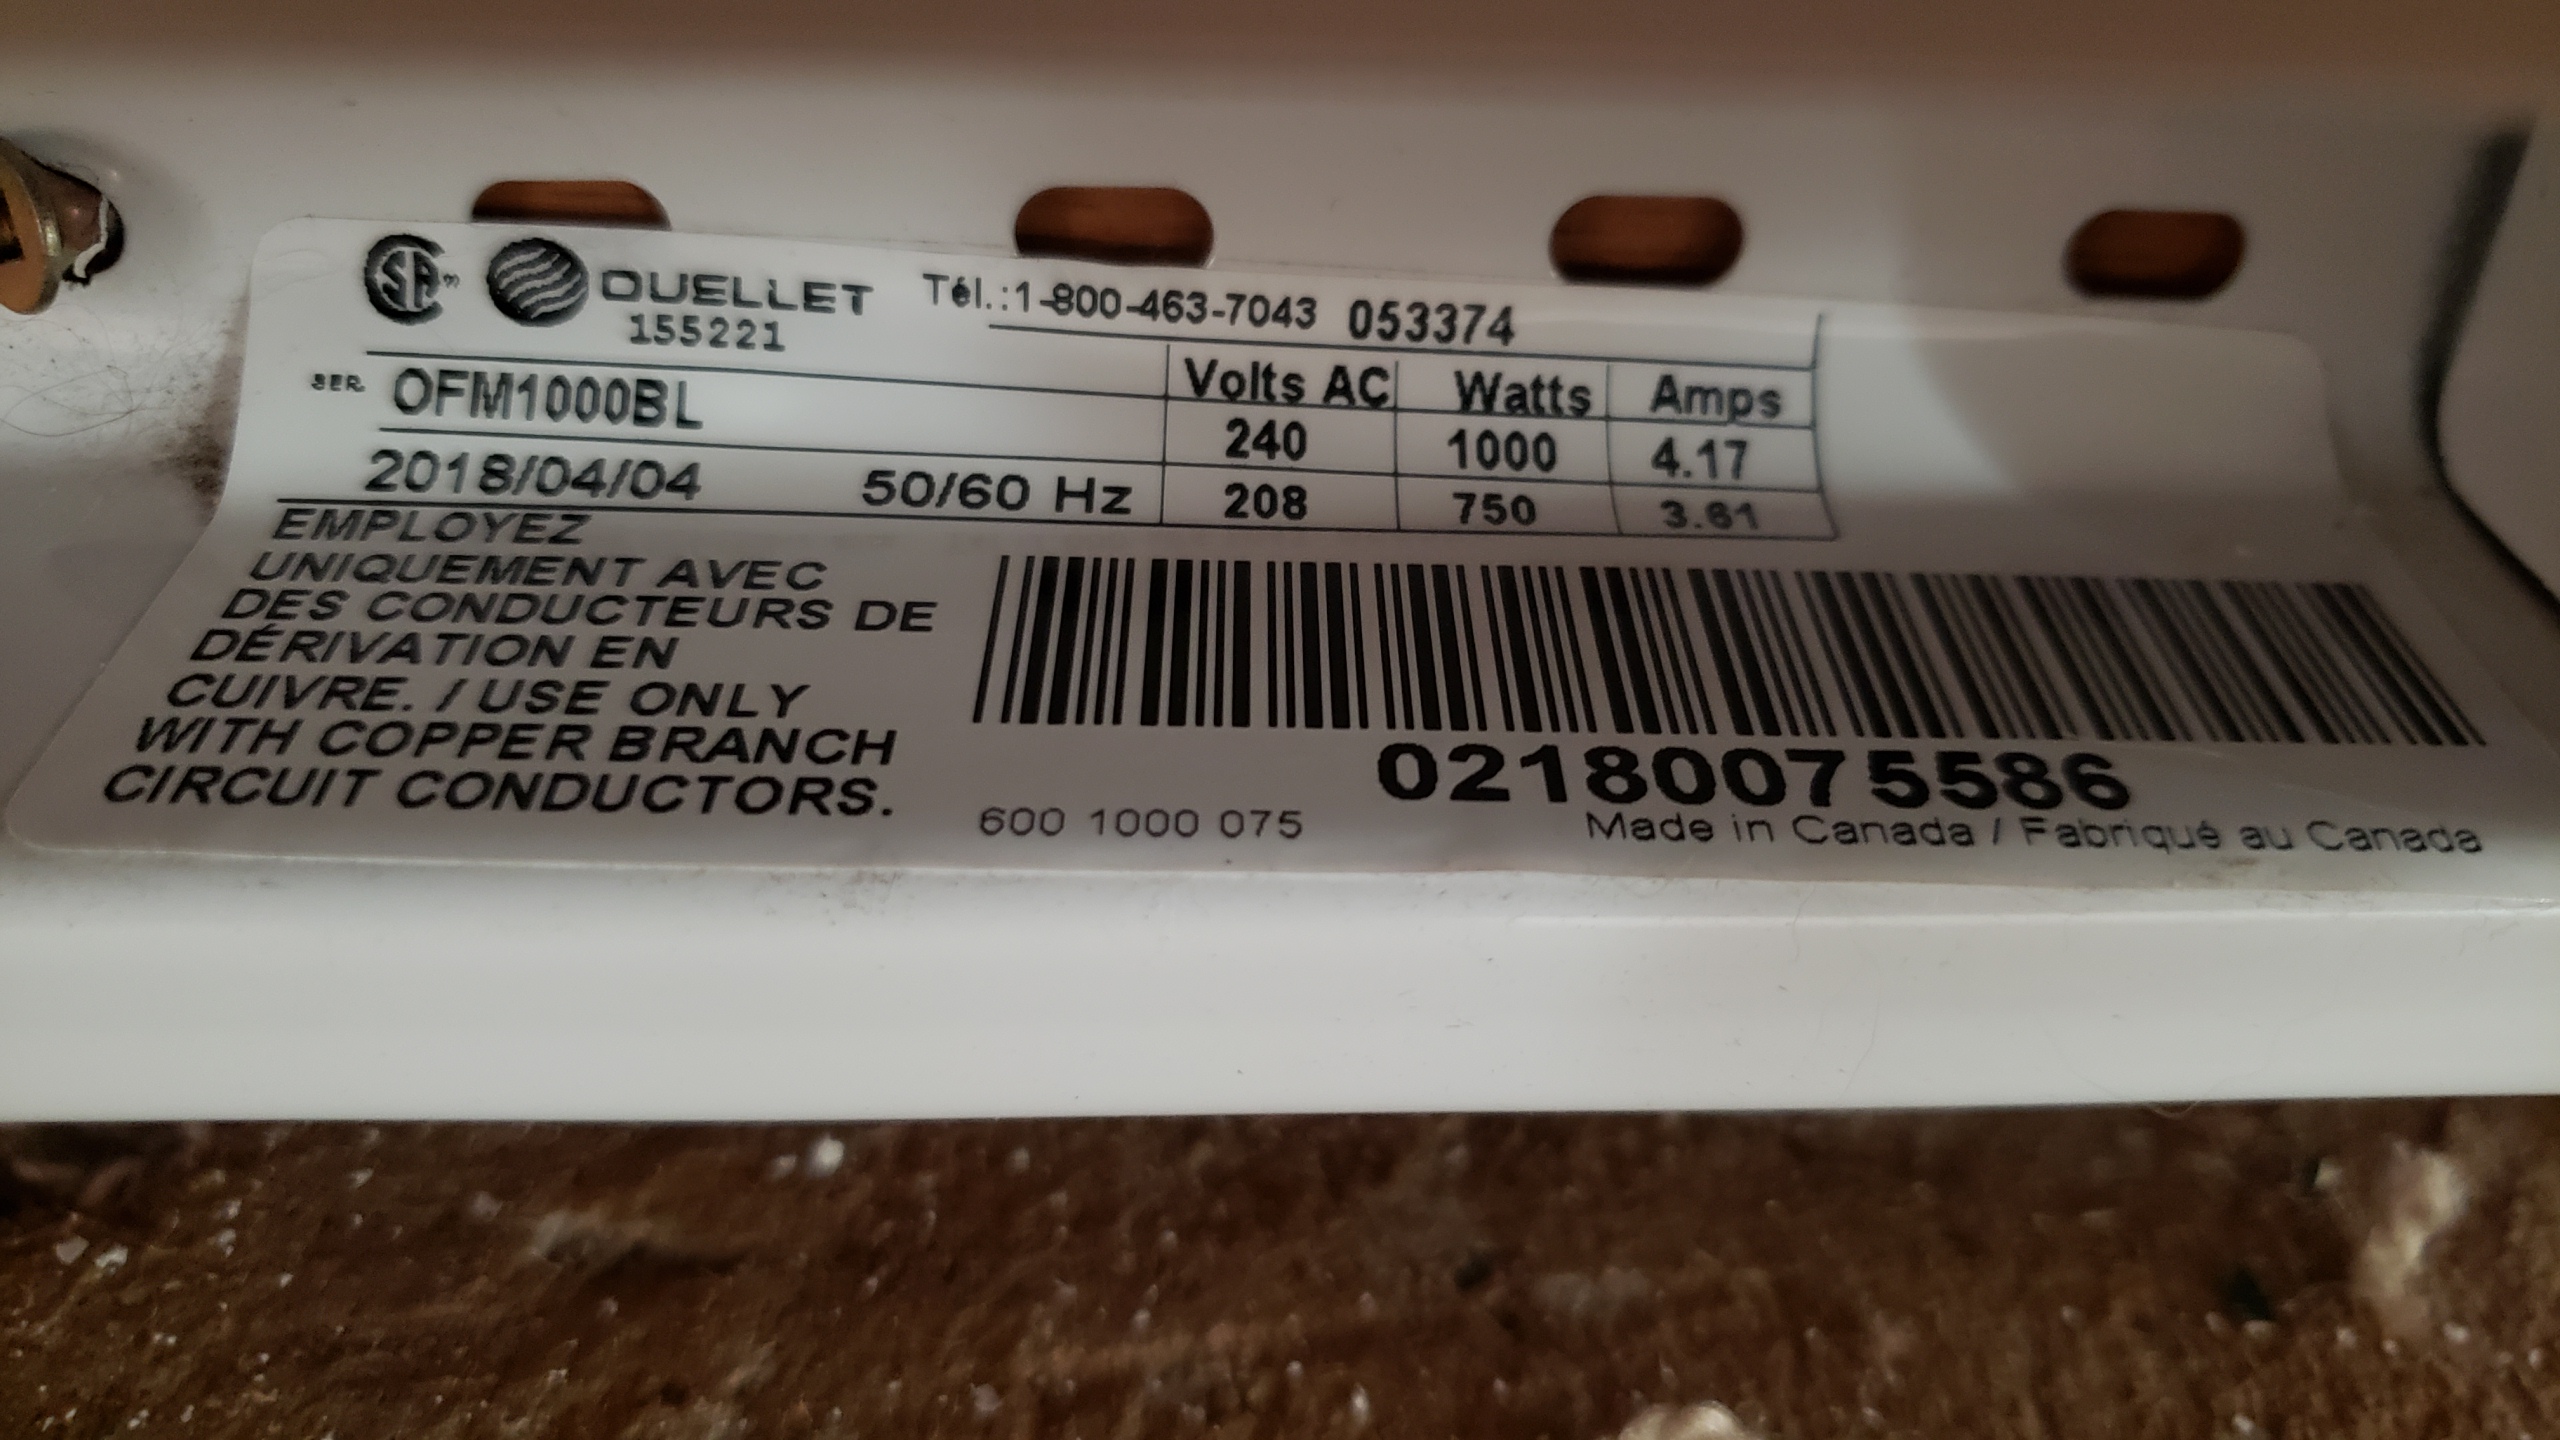 OUELLET Tél.:1-800-463-7043 053374
155221
SER. OFM1000BL
Volts AC Watts Amps
240 1000 4.17
2018/04/04 50/60 Hz
208 750 3.61
EMPLOYEZ
UNIQUEMENT AVEC
DES CONDUCTEURS DE
DÉRIVATION EN
CUIVRE. / USE ONLY
WITH COPPER BRANCH
CIRCUIT CONDUCTORS.
02180075586
600 1000 075
Made in Canada / Fabriqué au Canada